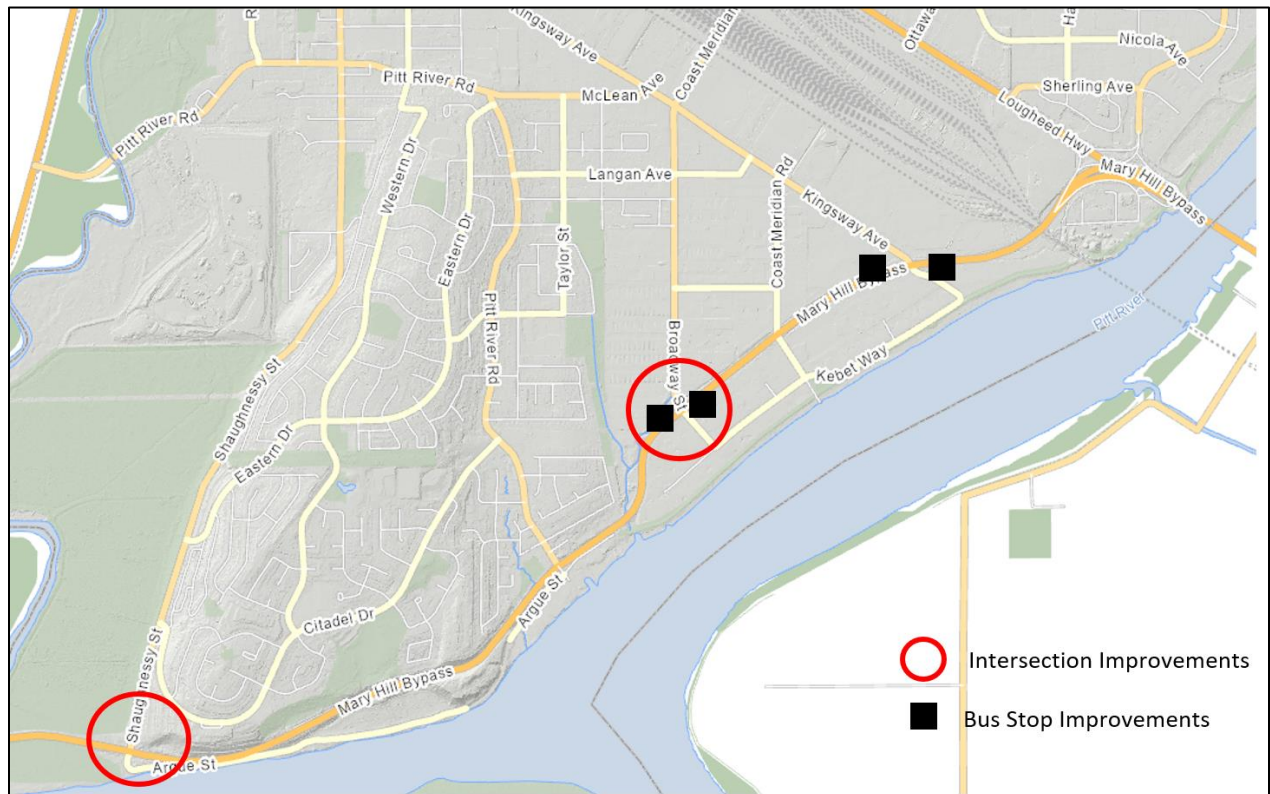 R
Kingsway Ave
Coast Meridian
Ottawa
Ha
Nicola Ave
Pitt River Rd
McLean Ave
Sherling Ave
Lougheed Hwy
Pitt River Rd
Western Dr
Langan Ave
Mary Hill Bypass
Eastern Dr
Taylor St
Coast Meridian Rd
Kingsway Ave
Pitt River Rd
Mary Hill Bypass
Pitt River
Broadway St
Kebet Way
Shaughnessy St
Eastern Dr
Argue St
Citadel Dr
Shaughnessy St
Mary Hill Bypass
Argue St
Intersection Improvements
Bus Stop Improvements